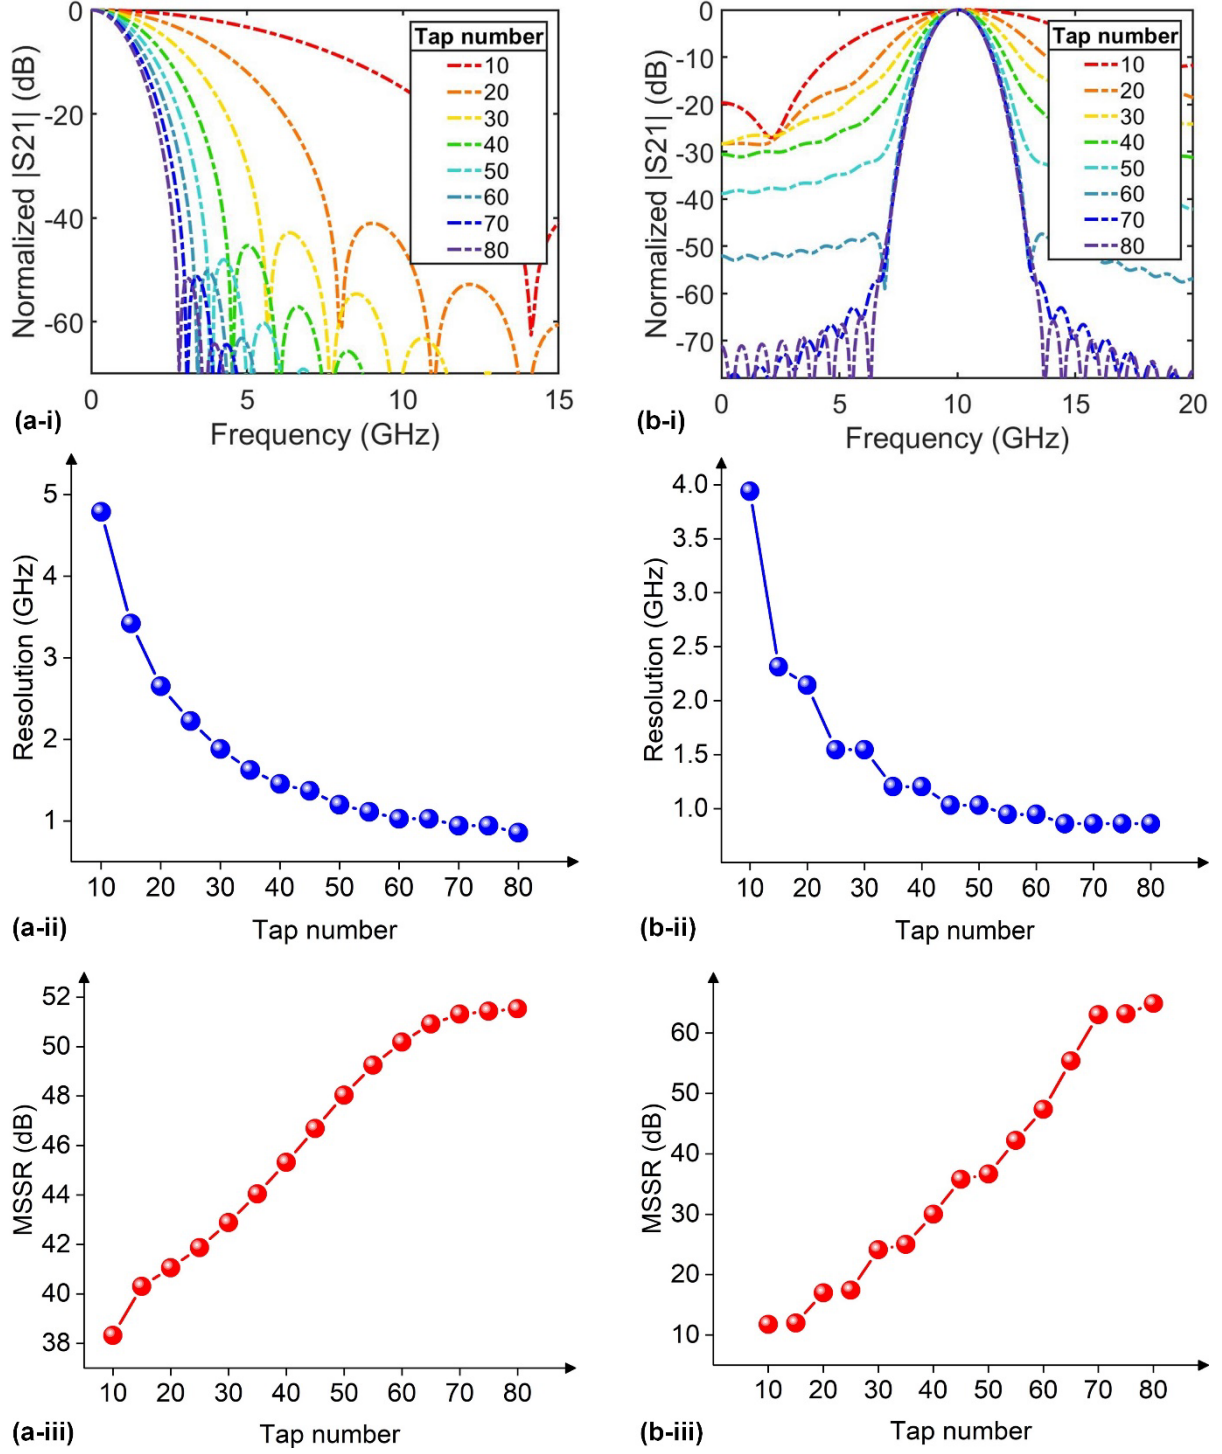 Normalized |S21| (dB)
0
-20
-40
-60
Tap number
10
20
30
40
50
60
70
80
0
5
10
15
Frequency (GHz)
(a-i)
Normalized |S21| (dB)
0
-10
-20
-30
-40
-50
-60
-70
Tap number
10
20
30
40
50
60
70
80
0
5
10
15
20
Frequency (GHz)
(b-i)
Resolution (GHz)
5
4
3
2
1
10 20 30 40 50 60 70 80
Tap number
(a-ii)
Resolution (GHz)
4.0
3.5
3.0
2.5
2.0
1.5
1.0
10 20 30 40 50 60 70 80
Tap number
(b-ii)
MSSR (dB)
52
50
48
46
44
42
40
38
10 20 30 40 50 60 70 80
Tap number
(a-iii)
MSSR (dB)
60
50
40
30
20
10
10 20 30 40 50 60 70 80
Tap number
(b-iii)